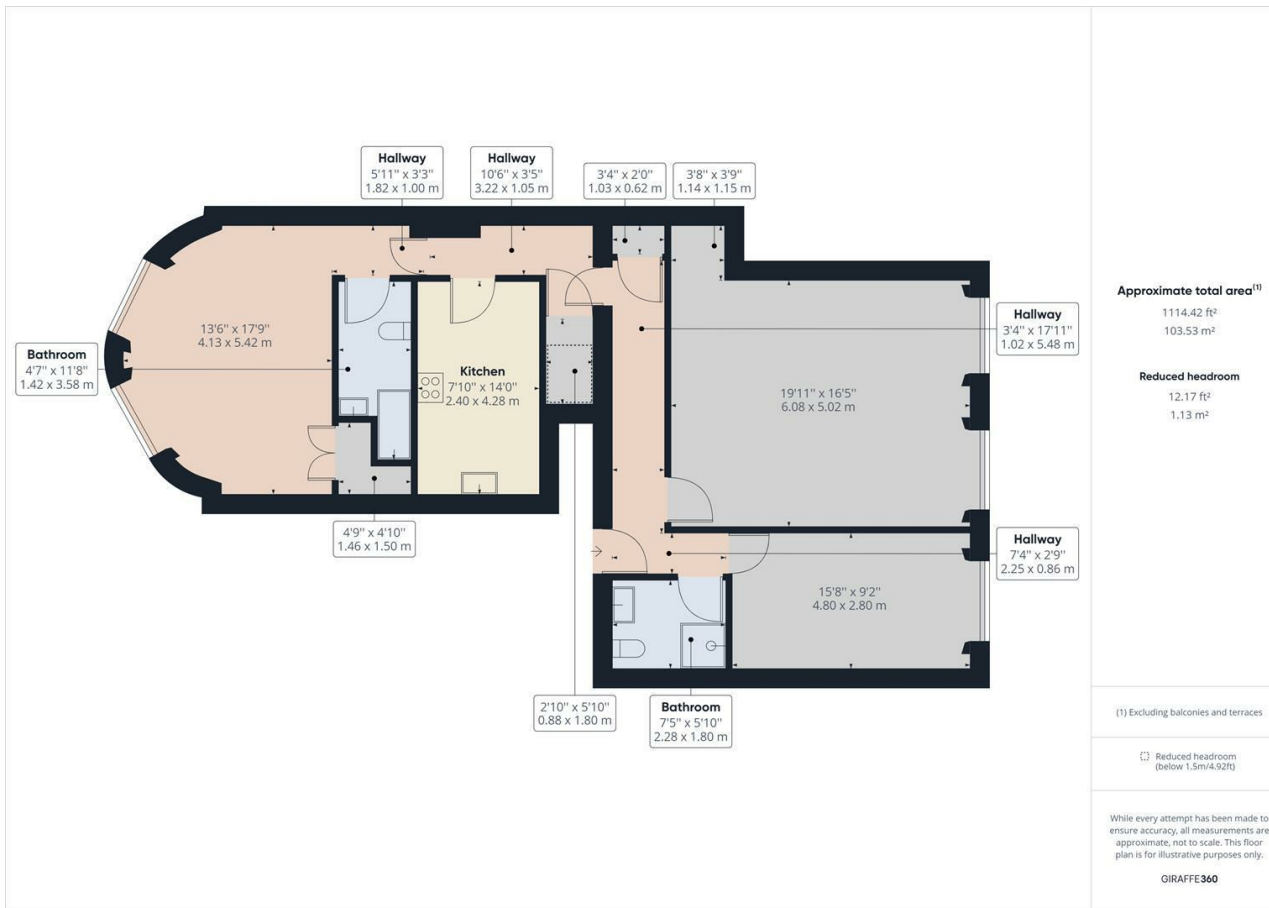 Hallway
5'11" x 3'3"
1.82 x 1.00 m
Hallway
10'6" x 3'5"
3.22 x 1.05 m
3'4" x 2'0"
1.03 x 0.62 m
3'8" x 3'9"
1.14 x 1.15 m
13'6" x 17'9"
4.13 x 5.42 m
Bathroom
4'7" x 11'8"
1.42 x 3.58 m
Kitchen
7'10" x 14'0"
2.40 x 4.28 m
Hallway
3'4" x 17'11"
1.02 x 5.48 m
19'11" x 16'5"
6.08 x 5.02 m
4'9" x 4'10"
1.46 x 1.50 m
Hallway
7'4" x 2'9"
2.25 x 0.86 m
15'8" x 9'2"
4.80 x 2.80 m
2'10" x 5'10"
0.88 x 1.80 m
Bathroom
7'5" x 5'10"
2.28 x 1.80 m
Approximate total area(1)
1114.42 ft²
103.53 m²
Reduced headroom
12.17 ft²
1.13 m²
(1) Excluding balconies and terraces
Reduced headroom
(below 1.5m/4.92ft)
While every attempt has been made to
ensure accuracy, all measurements are
approximate, not to scale. This floor
plan is for illustrative purposes only.
GIRAFFE360